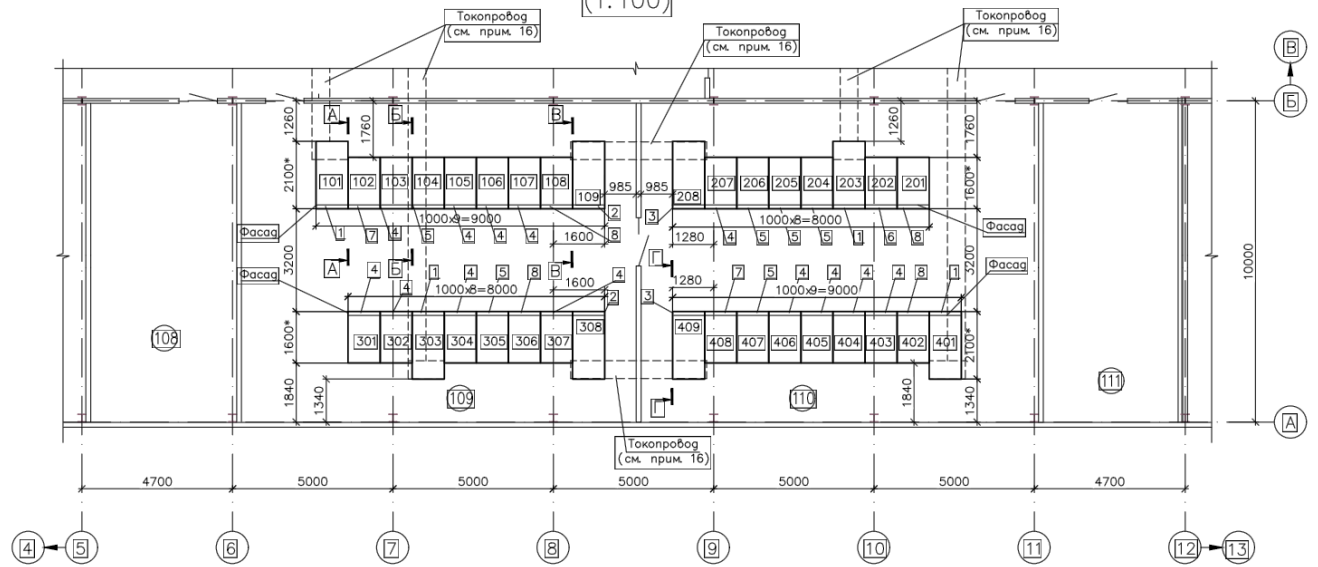 (1:100)
Токопровод
(см. прим. 16)
Токопровод
(см. прим. 16)
Токопровод
(см. прим. 16)
В
Б
А Б В
1260 1760 1260 1760
2100* 101 102 103 104 105 106 107 108 109 985 985 208 207 206 205 204 203 202 201 1600*
2 3
1000х9=9000 1000х8=8000
Фасад 1 7 4 5 4 4 4 8 1600 1280 4 5 5 5 1 6 8 Фасад
3200 А Б В Г 10000
Фасад 4 4 1 4 5 8 1600 4 1280 7 5 4 4 4 4 8 1 Фасад
1000х8=8000 2 3 1000х9=9000
108 1600* 301 302 303 304 305 306 307 308 409 408 407 406 405 404 403 402 401 2100*
1840 1340 109 Г 110 1840 1340 111
А
Токопровод
(см. прим. 16)
4700 5000 5000 5000 5000 5000 4700
4 5 6 7 8 9 10 11 12 13